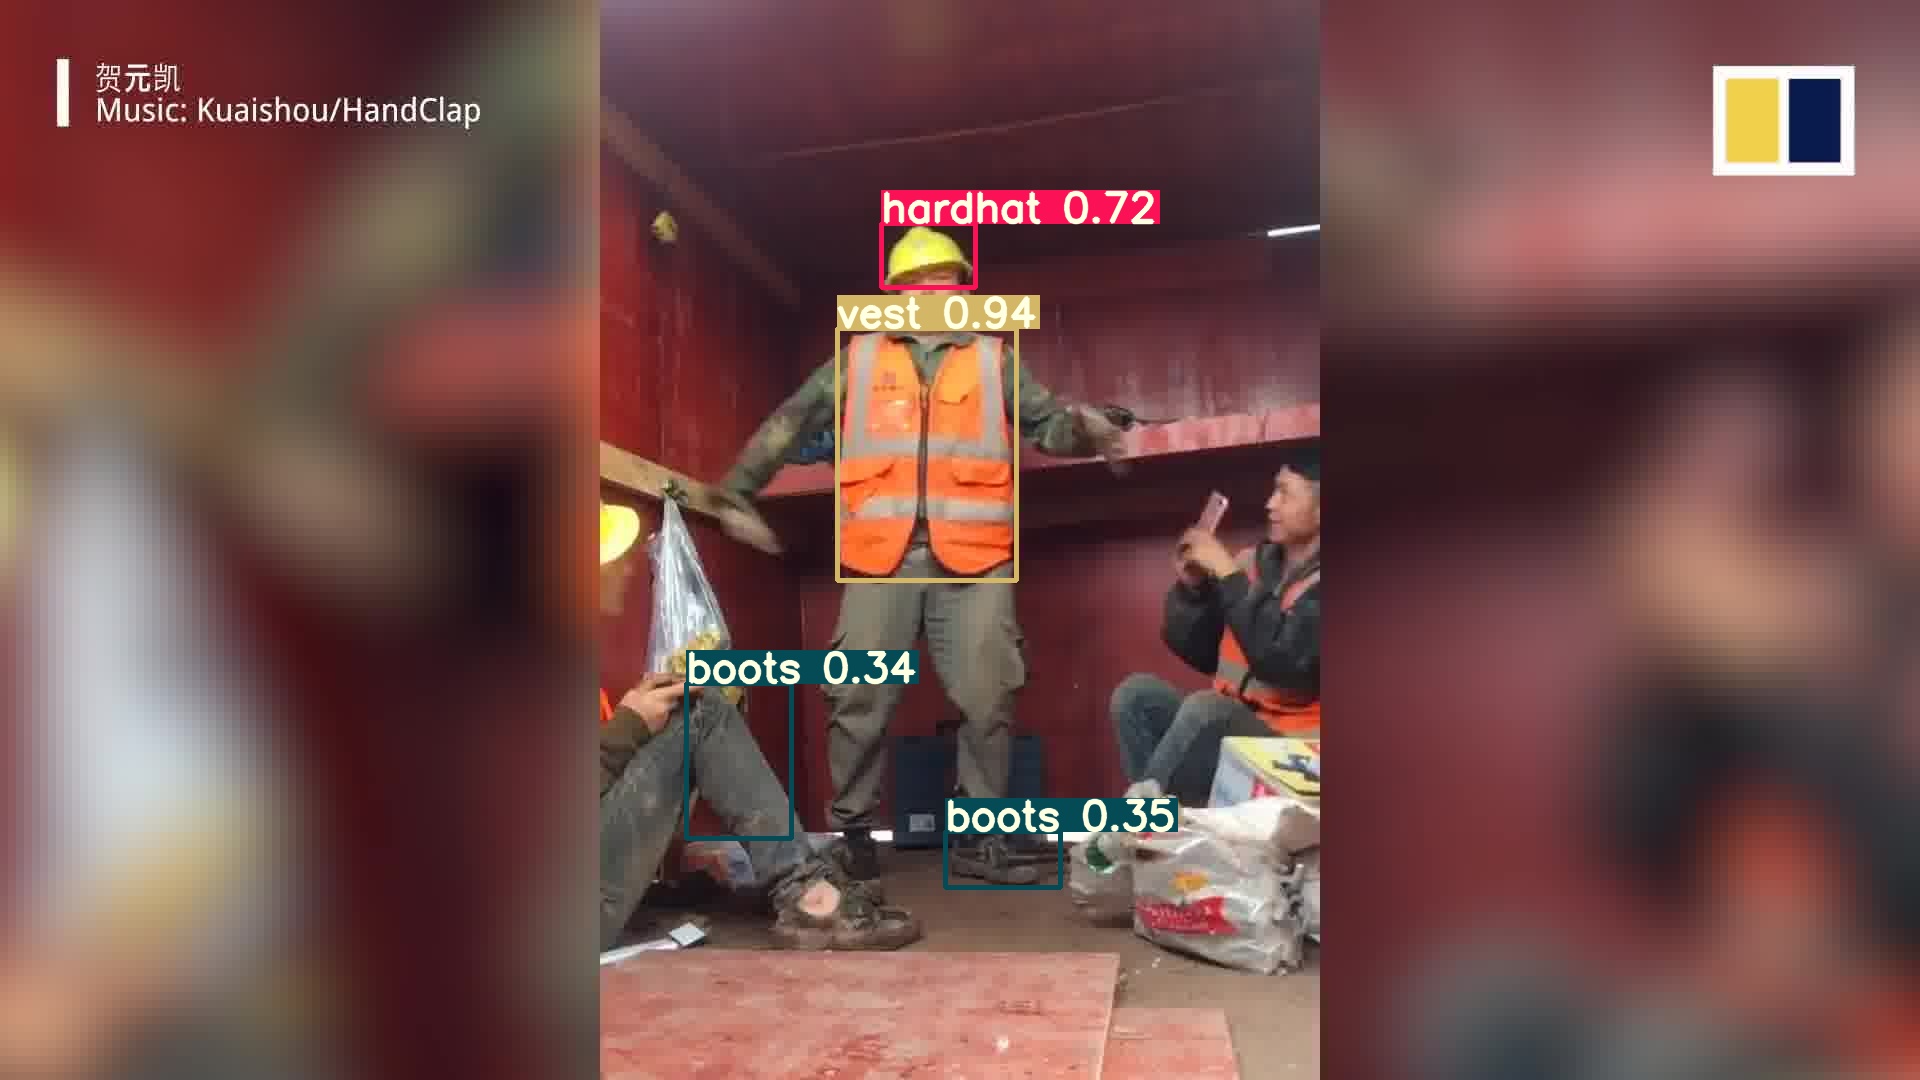 贺元凯
Music: Kuaishou/HandClap
hardhat 0.72
vest 0.94
boots 0.34
boots 0.35